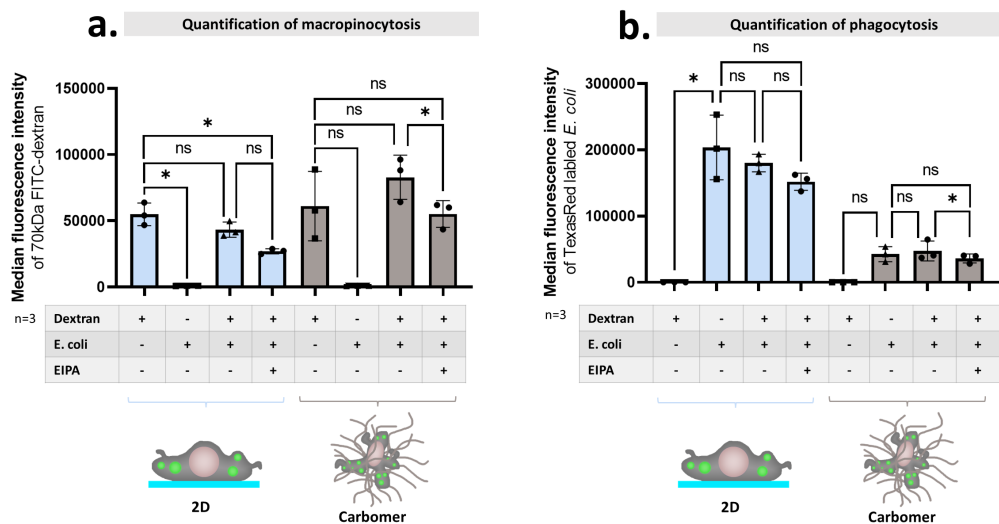 a.
Quantification of macropinocytosis
Median fluorescence intensity
of 70kDa FITC-dextran
150000
100000
50000
0
*
ns
*
ns
ns
ns
ns
*
n=3
Dextran + - + + + - + +
E. coli - + + + - + + +
EIPA - - - + - - - +
2D
Carbomer
b.
Quantification of phagocytosis
Median fluorescence intensity
of TexasRed labled E. coli
300000
200000
100000
0
*
ns
ns
ns
ns
ns
*
n=3
Dextran + - + + + - + +
E. coli - + + + - + + +
EIPA - - - + - - - +
2D
Carbomer